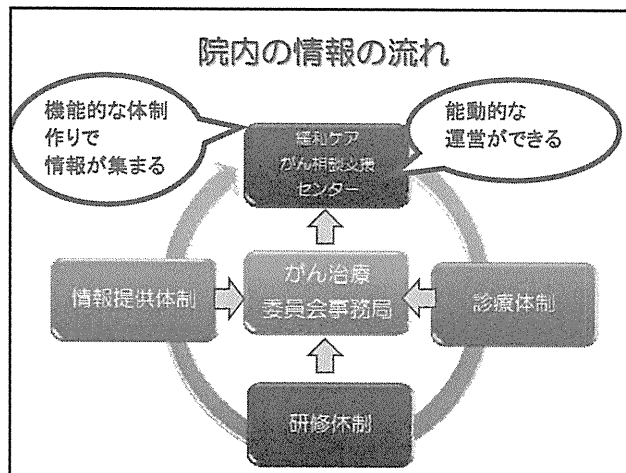 院内の情報の流れ
機能的な体制
作りで
情報が集まる
能動的な
運営ができる
緩和ケア
がん相談支援
センター
がん治療
委員会事務局
情報提供体制
診療体制
研修体制